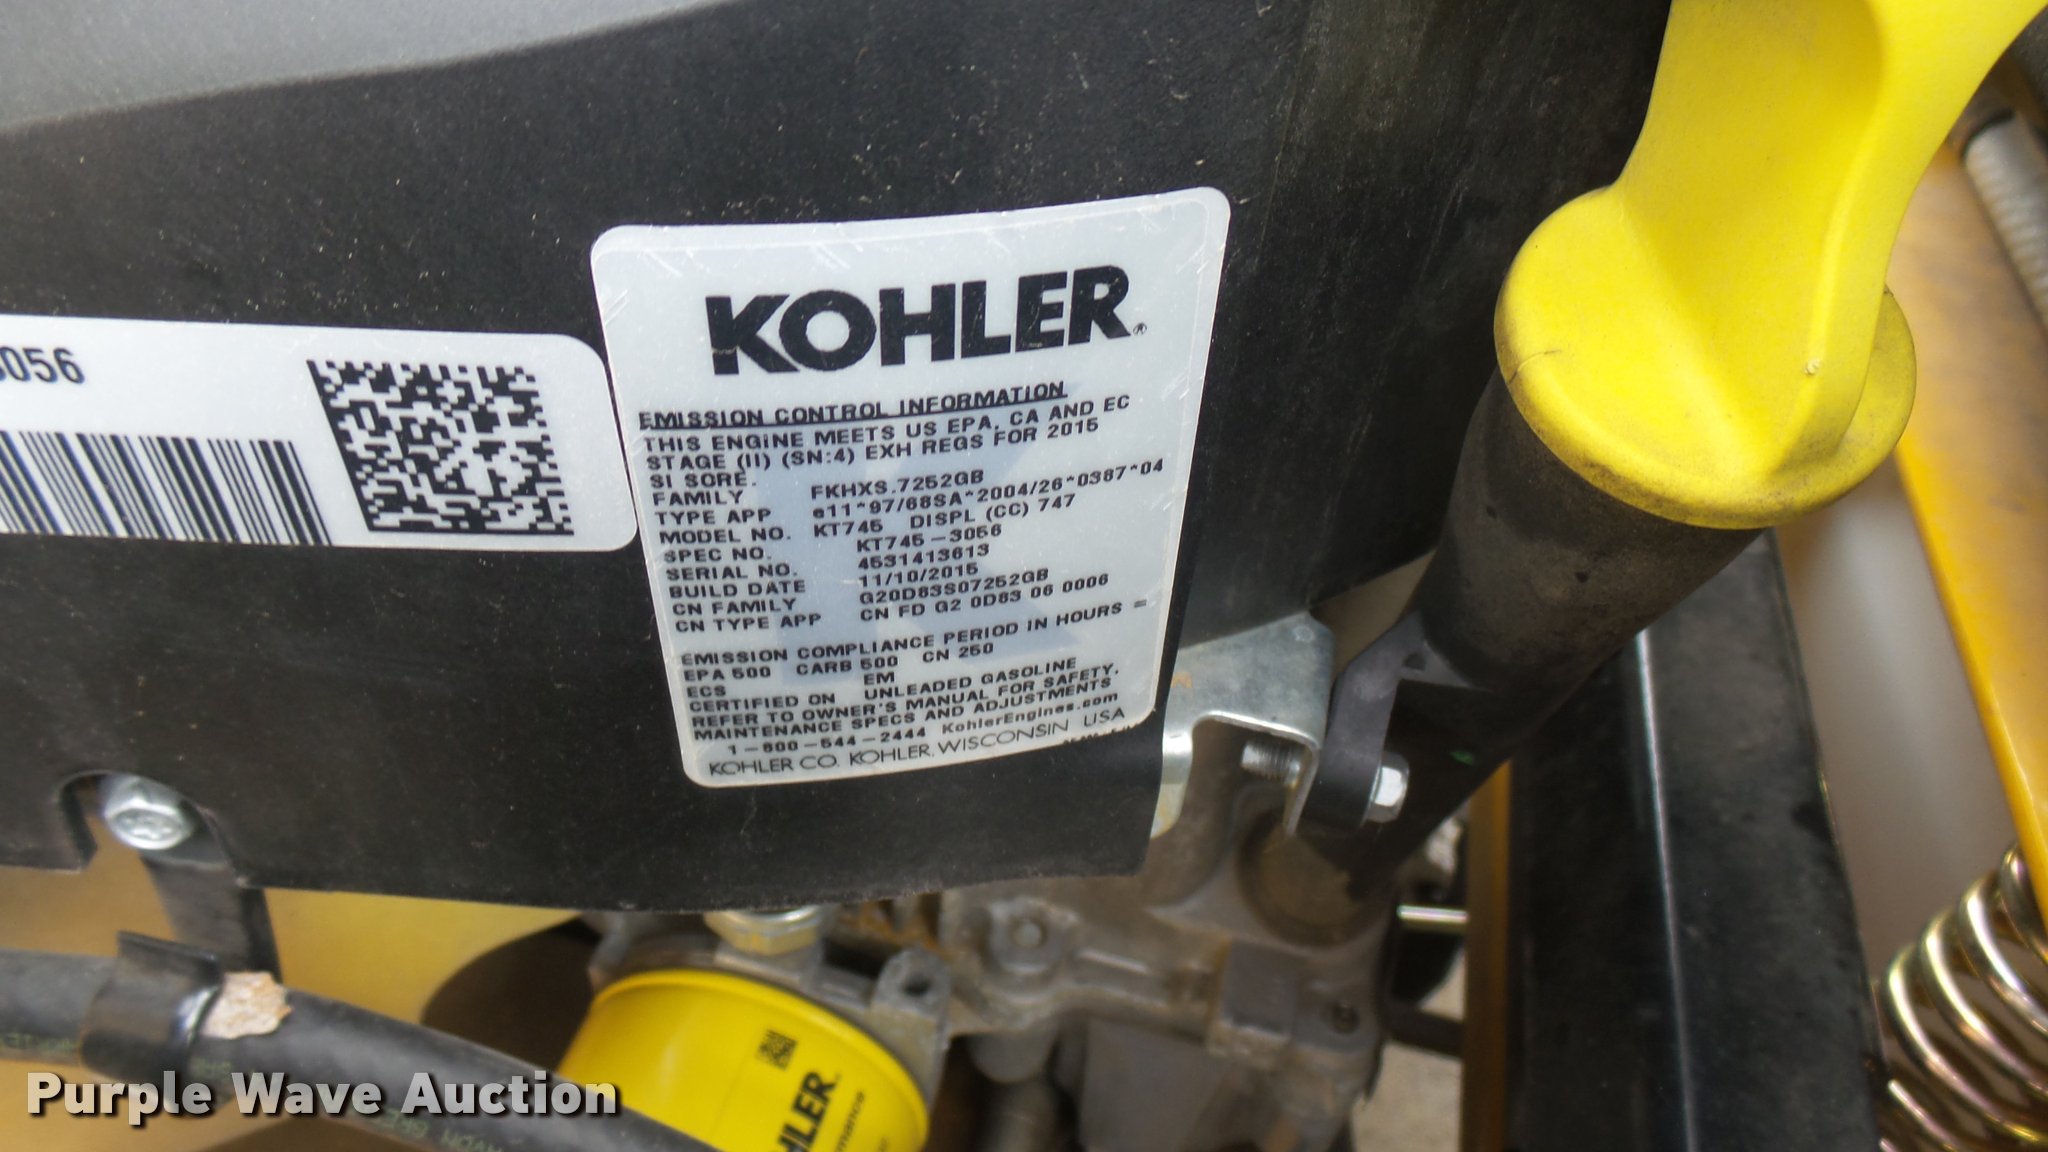 3056
KOHLER®
EMISSION CONTROL INFORMATION
THIS ENGINE MEETS US EPA, CA AND EC
STAGE (II) (SN:4) EXH REGS FOR 2015
SI SORE.
FAMILY FKHXS.7252GB
TYPE APP e11*97/68SA*2004/26*0387*04
MODEL NO. KT745 DISPL (CC) 747
SPEC NO. KT745-3056
SERIAL NO. 4531413613
BUILD DATE 11/10/2015
CN FAMILY G20D83S07252GB
CN TYPE APP CN FD G2 0D83 06 0006
EMISSION COMPLIANCE PERIOD IN HOURS =
EPA 500 CARB 500 CN 250
ECS EM
CERTIFIED ON UNLEADED GASOLINE
REFER TO OWNER'S MANUAL FOR SAFETY,
MAINTENANCE SPECS AND ADJUSTMENTS
1-800-544-2444 KohlerEngines.com
KOHLER CO. KOHLER, WISCONSIN USA
HLER.
mance
Purple Wave Auction